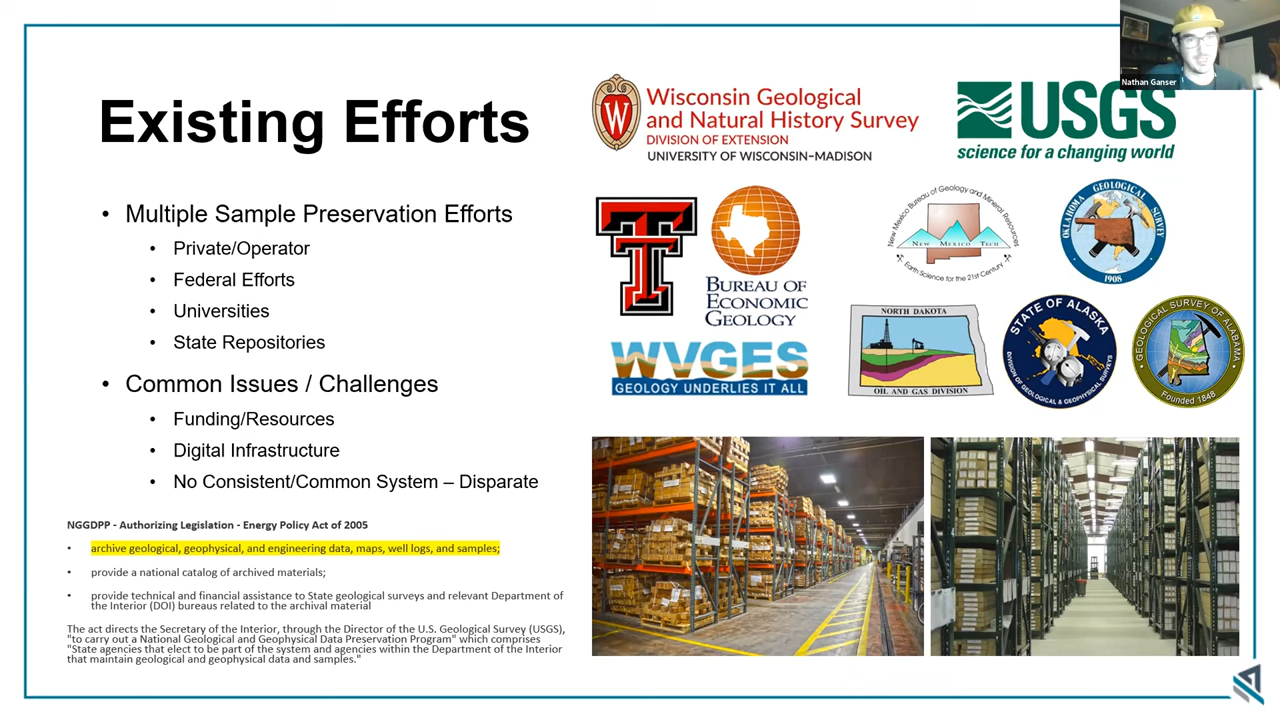 Nathan Ganser
Existing Efforts
• Multiple Sample Preservation Efforts
• Private/Operator
• Federal Efforts
• Universities
• State Repositories
• Common Issues / Challenges
• Funding/Resources
• Digital Infrastructure
• No Consistent/Common System – Disparate
NGGDPP - Authorizing Legislation - Energy Policy Act of 2005
• archive geological, geophysical, and engineering data, maps, well logs, and samples;
• provide a national catalog of archived materials;
• provide technical and financial assistance to State geological surveys and relevant Department of
the Interior (DOI) bureaus related to the archival material
The act directs the Secretary of the Interior, through the Director of the U.S. Geological Survey (USGS),
"to carry out a National Geological and Geophysical Data Preservation Program" which comprises
"State agencies that elect to be part of the system and agencies within the Department of the Interior
that maintain geological and geophysical data and samples."
W
Wisconsin Geological
and Natural History Survey
DIVISION OF EXTENSION
UNIVERSITY OF WISCONSIN–MADISON
USGS
science for a changing world
T
BUREAU OF
ECONOMIC
GEOLOGY
New Mexico Bureau of Geology and Mineral Resources
NEW MEXICO TECH
Earth Science for the 21st Century
OKLAHOMA GEOLOGICAL SURVEY
1908
WVGES
GEOLOGY UNDERLIES IT ALL
NORTH DAKOTA
OIL AND GAS DIVISION
STATE OF ALASKA
DIVISION OF GEOLOGICAL & GEOPHYSICAL SURVEYS
GEOLOGICAL SURVEY OF ALABAMA
Founded 1848